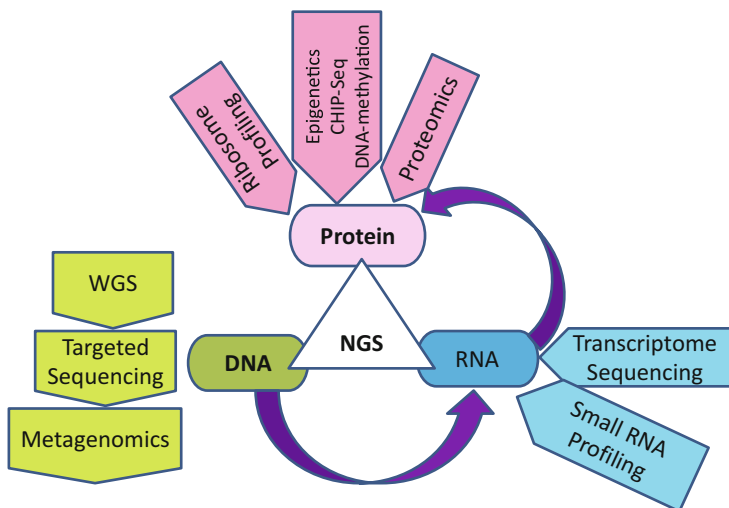 Ribosome
Profiling
Epigenetics
CHIP-Seq
DNA-methylation
Proteomics
Protein
WGS
Targeted
Sequencing
Metagenomics
DNA
NGS
RNA
Transcriptome
Sequencing
Small RNA
Profiling